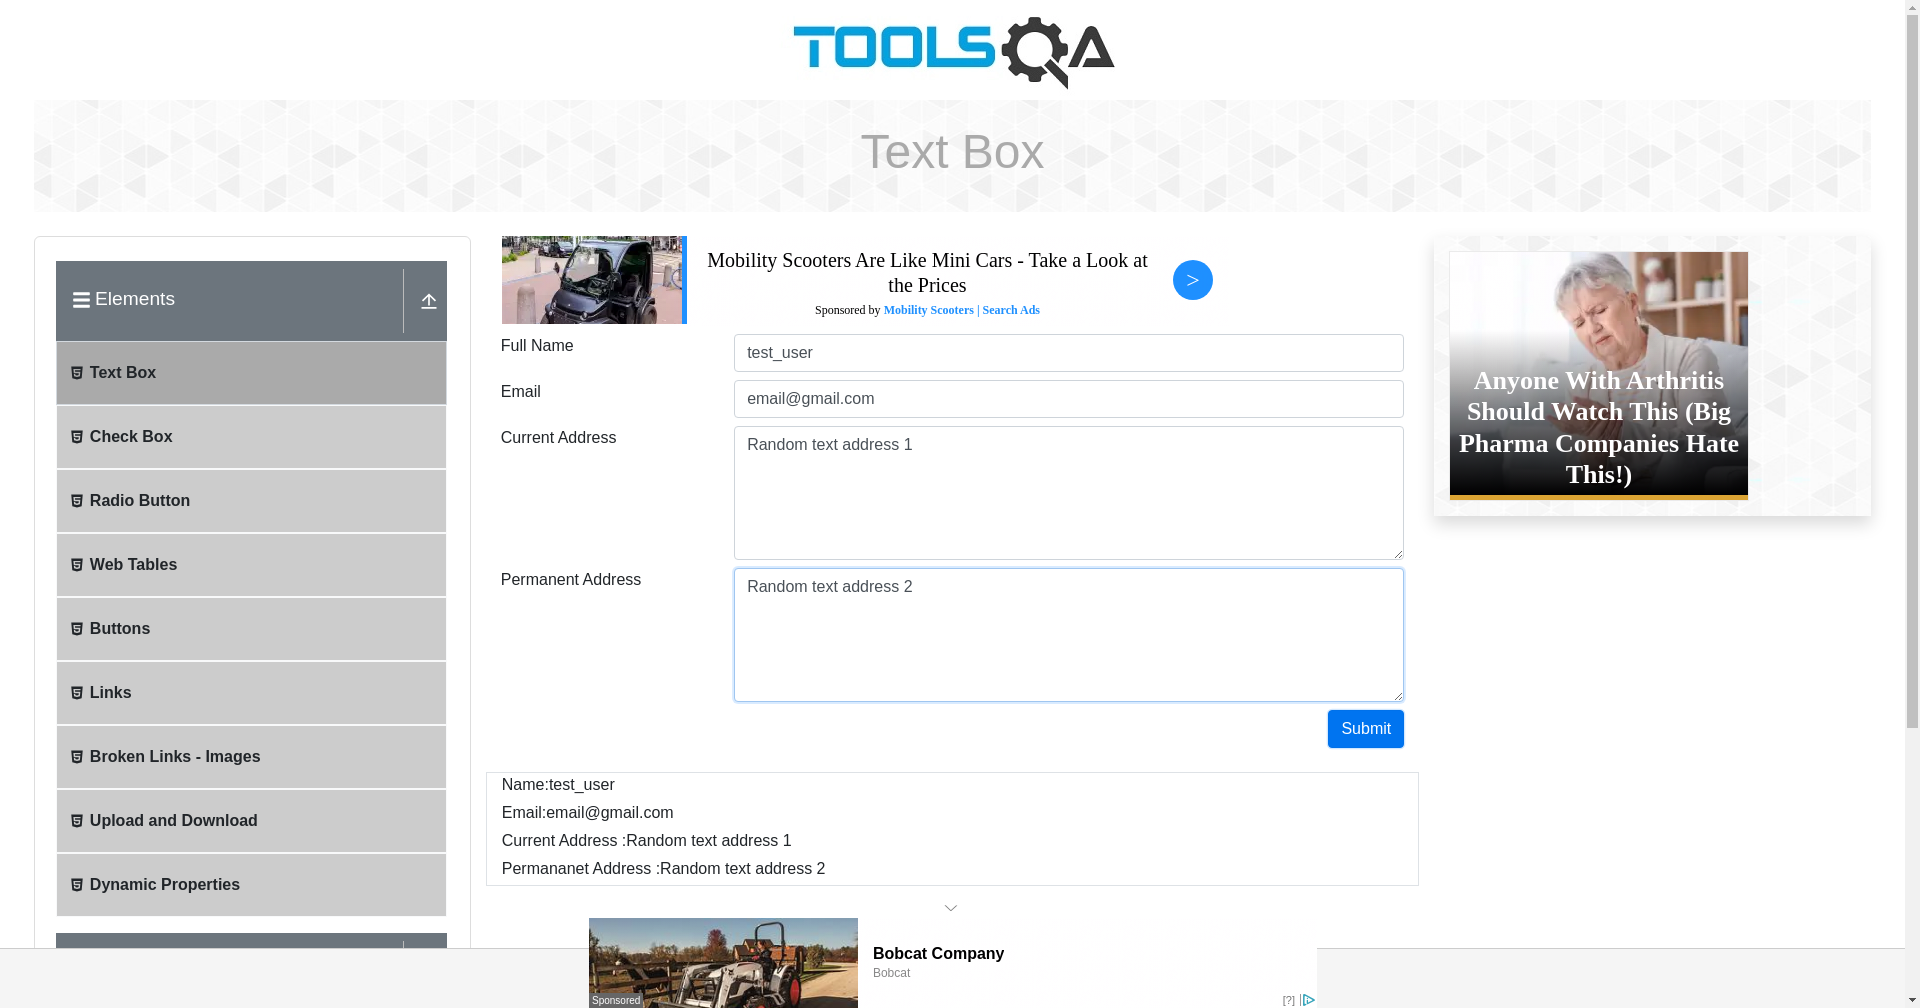 TOOLSQA
Text Box
Elements
Text Box
Check Box
Radio Button
Web Tables
Buttons
Links
Broken Links - Images
Upload and Download
Dynamic Properties
Mobility Scooters Are Like Mini Cars - Take a Look at
the Prices
Sponsored by Mobility Scooters | Search Ads
>
Full Name
test_user
Email
email@gmail.com
Current Address
Random text address 1
Permanent Address
Random text address 2
Submit
Name:test_user
Email:email@gmail.com
Current Address :Random text address 1
Permananet Address :Random text address 2
Anyone With Arthritis
Should Watch This (Big
Pharma Companies Hate
This!)
Bobcat Company
Bobcat
Sponsored
[?]